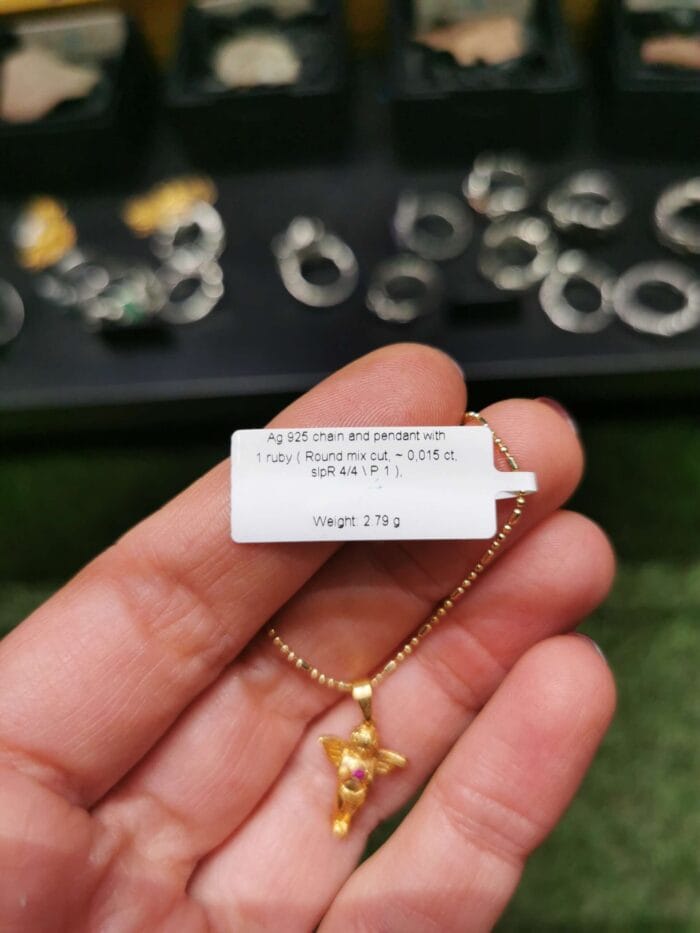 Ag 925 chain and pendant with
1 ruby ( Round mix cut, ~ 0,015 ct,
slpR 4/4 \ P 1 ),
Weight: 2.79 g